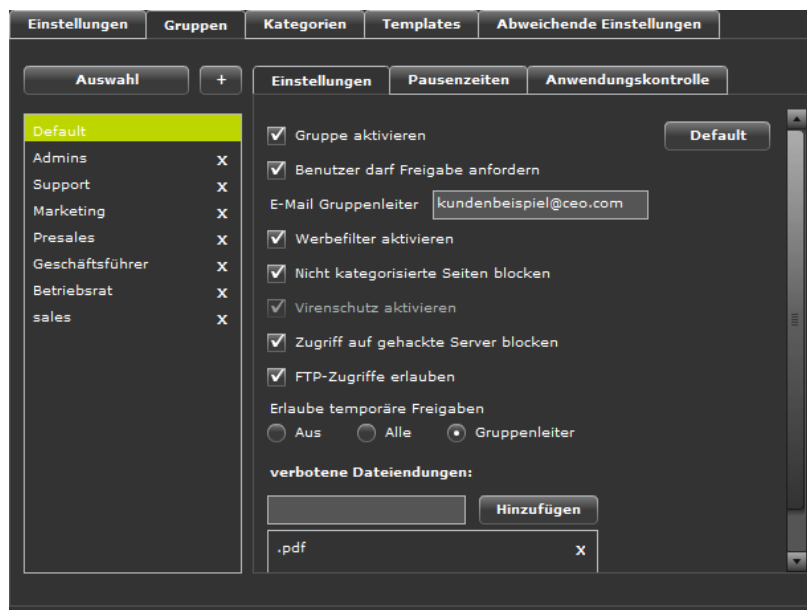 Einstellungen Gruppen Kategorien Templates Abweichende Einstellungen
Auswahl + Einstellungen Pausenzeiten Anwendungskontrolle
Default
Admins x
Support x
Marketing x
Presales x
Geschäftsführer x
Betriebsrat x
sales x
Gruppe aktivieren Default
Benutzer darf Freigabe anfordern
E-Mail Gruppenleiter kundenbeispiel@ceo.com
Werbefilter aktivieren
Nicht kategorisierte Seiten blocken
Virenschutz aktivieren
Zugriff auf gehackte Server blocken
FTP-Zugriffe erlauben
Erlaube temporäre Freigaben
Aus Alle Gruppenleiter
verbotene Dateiendungen:
Hinzufügen
.pdf x